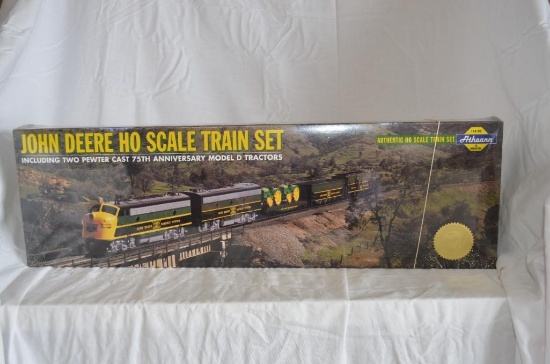 JOHN DEERE HO SCALE TRAIN SET
INCLUDING TWO PEWTER CAST 75TH ANNIVERSARY MODEL D TRACTORS
AUTHENTIC HO SCALE TRAIN SET
Athearn